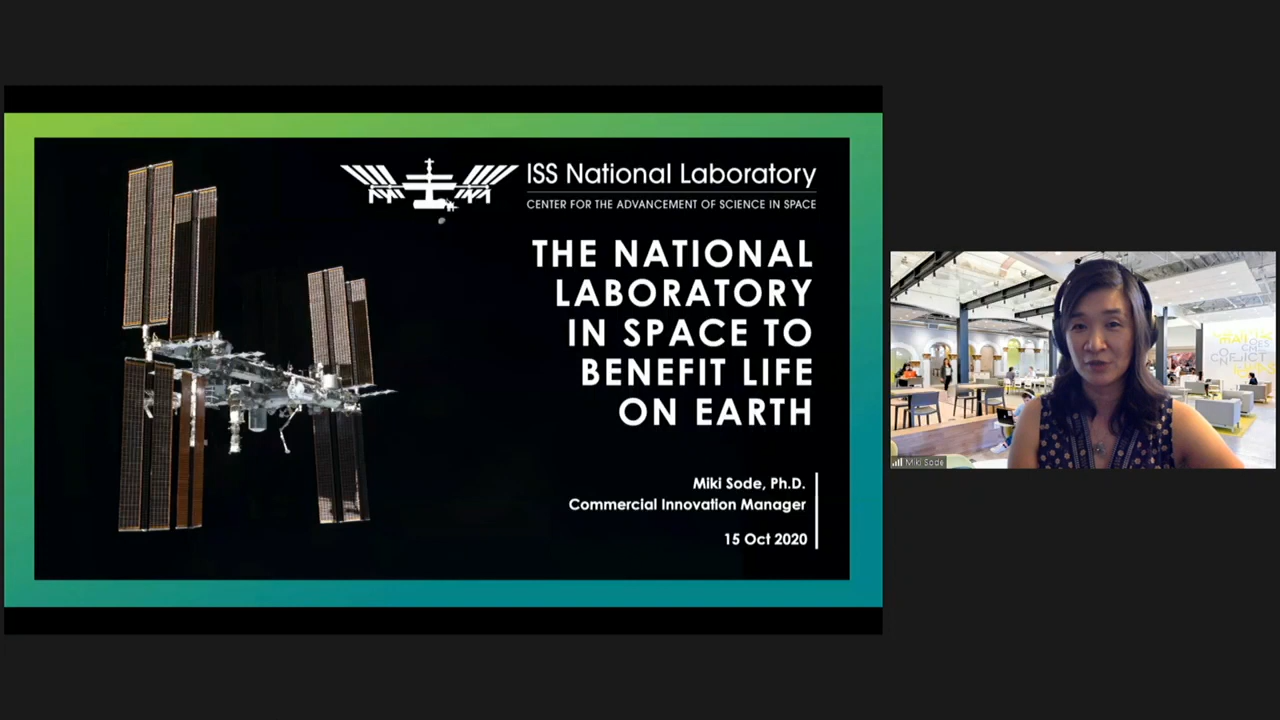 ISS National Laboratory
CENTER FOR THE ADVANCEMENT OF SCIENCE IN SPACE
THE NATIONAL
LABORATORY
IN SPACE TO
BENEFIT LIFE
ON EARTH
Miki Sode, Ph.D.
Commercial Innovation Manager
15 Oct 2020
Miki Sode
CONFLICT